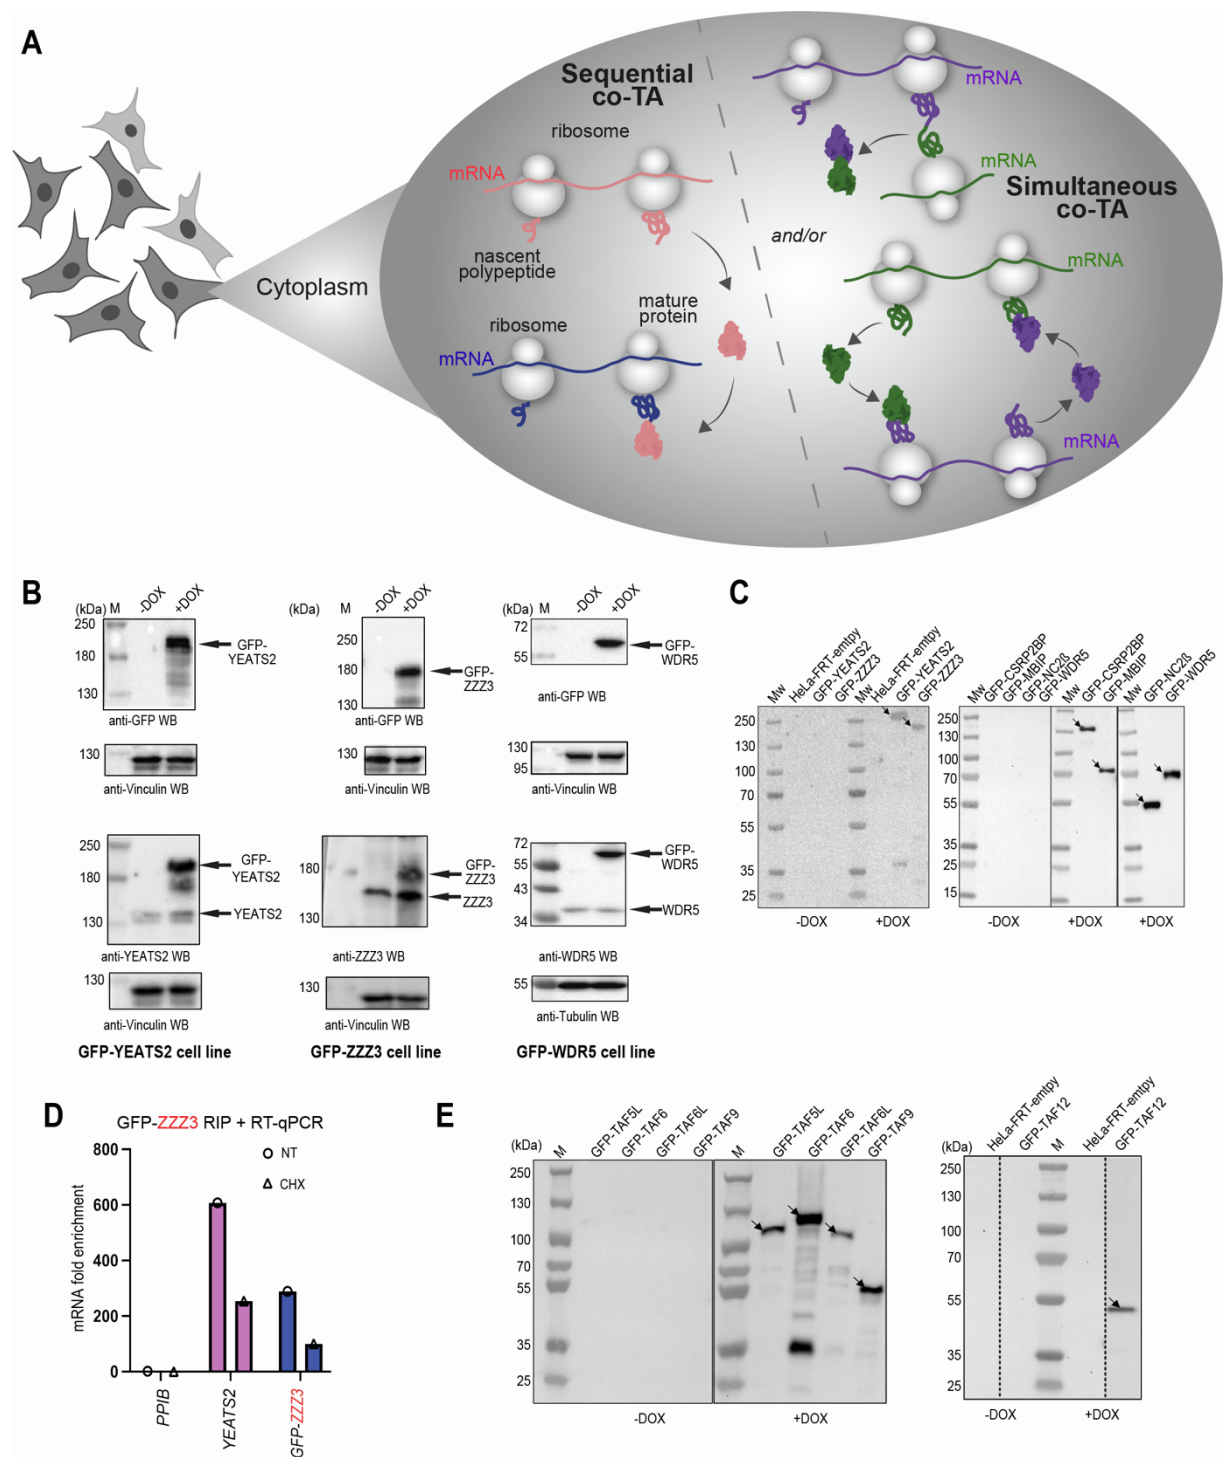 A
Sequential
co-TA
ribosome
mRNA
nascent
polypeptide
Cytoplasm
mature
protein
ribosome
mRNA
and/or
mRNA
mRNA
Simultaneous
co-TA
mRNA
mRNA
B
(kDa) M -DOX +DOX
250
180
130
GFP-
YEATS2
anti-GFP WB
130
anti-Vinculin WB
250
180
130
GFP-
YEATS2
YEATS2
anti-YEATS2 WB
130
anti-Vinculin WB
GFP-YEATS2 cell line
(kDa) M -DOX +DOX
250
180
130
GFP-
ZZZ3
anti-GFP WB
130
anti-Vinculin WB
180
130
GFP-
ZZZ3
ZZZ3
anti-ZZZ3 WB
130
anti-Vinculin WB
GFP-ZZZ3 cell line
(kDa) M -DOX +DOX
72
55
GFP-
WDR5
anti-GFP WB
130
95
anti-Vinculin WB
72
55
43
34
GFP-
WDR5
WDR5
anti-WDR5 WB
55
anti-Tubulin WB
GFP-WDR5 cell line
C
Mw HeLa-FRT-emtpy GFP-YEATS2 GFP-ZZZ3 Mw HeLa-FRT-emtpy GFP-YEATS2 GFP-ZZZ3
250
130
100
70
55
35
25
-DOX +DOX
Mw GFP-CSRP2BP GFP-MBIP GFP-NC2ß GFP-WDR5 Mw GFP-CSRP2BP GFP-MBIP Mw GFP-NC2ß GFP-WDR5
250
130
100
70
55
35
25
15
-DOX +DOX +DOX
D
GFP-ZZZ3 RIP + RT-qPCR
NT
CHX
mRNA fold enrichment
800
600
400
200
0
PPIB
YEATS2
GFP-ZZZ3
E
(kDa) M GFP-TAF5L GFP-TAF6 GFP-TAF6L GFP-TAF9 M GFP-TAF5L GFP-TAF6 GFP-TAF6L GFP-TAF9
250
130
100
70
55
35
25
-DOX +DOX
(kDa) HeLa-FRT-emtpy GFP-TAF12 M HeLa-FRT-emtpy GFP-TAF12
250
130
100
70
55
35
25
-DOX +DOX